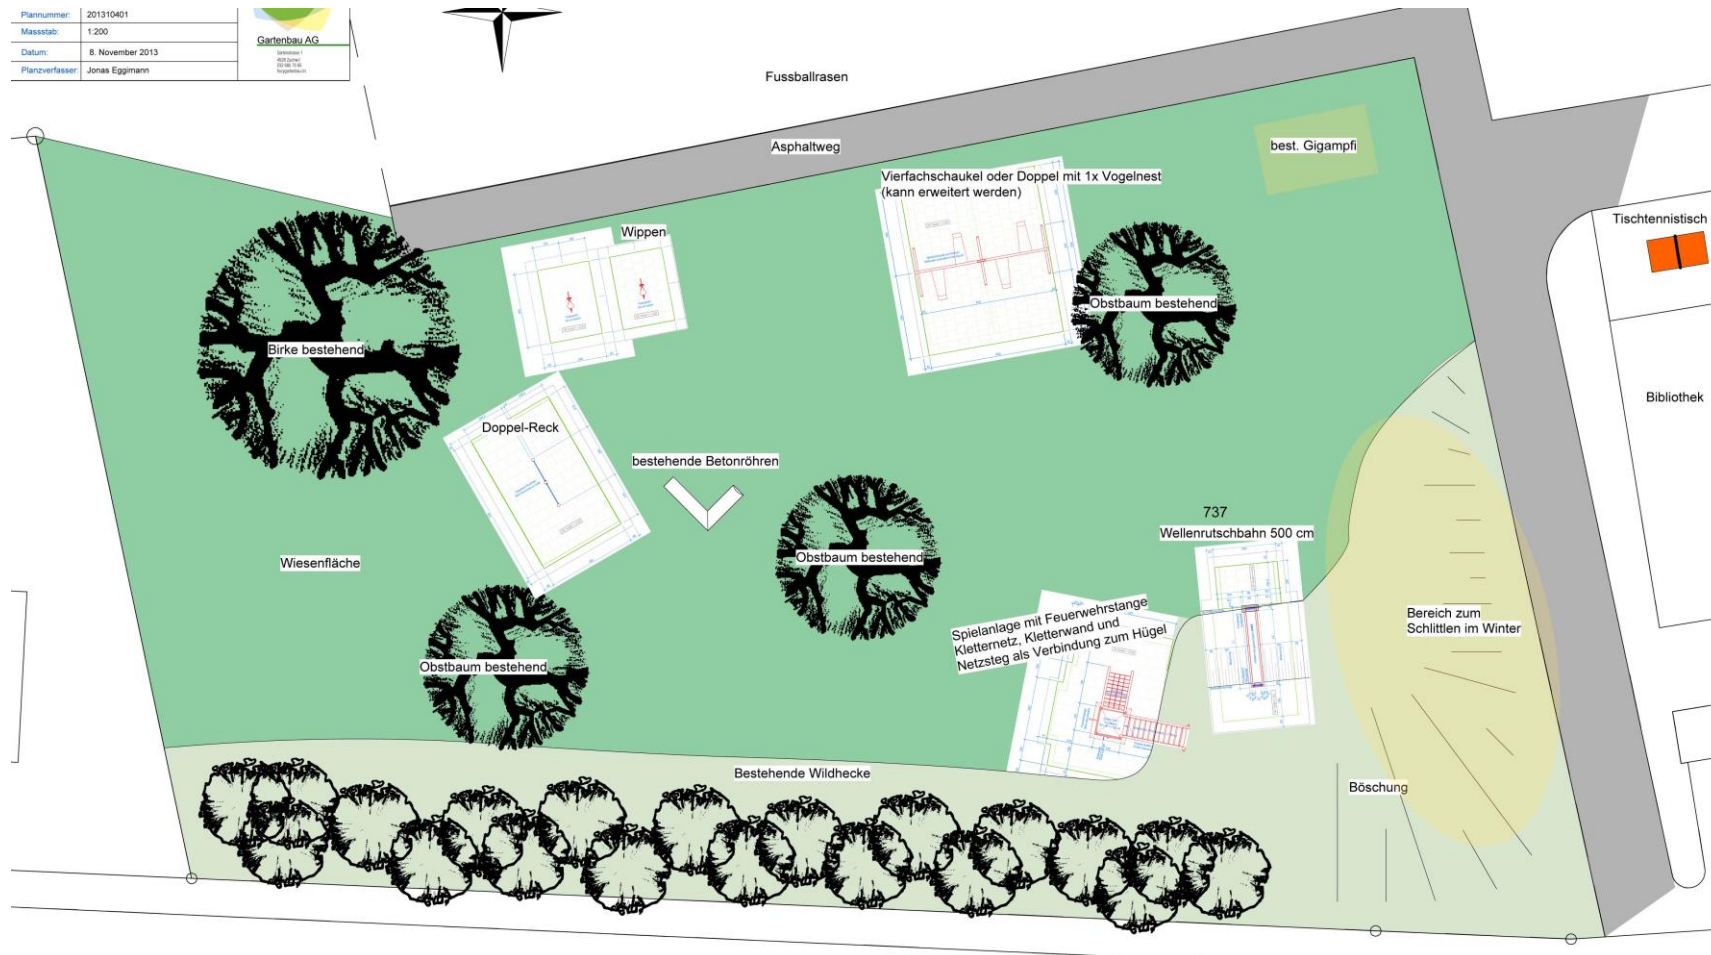 Plannummer: 201310401
Massstab: 1:200
Datum: 8. November 2013
Planzverfasser: Jonas Eggimann
Gartenbau AG
Fussballrasen
Asphaltweg
best. Gigampfi
Vierfachschaukel oder Doppel mit 1x Vogelnest
(kann erweitert werden)
Tischtennistisch
Wippen
Obstbaum bestehend
Birke bestehend
Bibliothek
Doppel-Reck
bestehende Betonröhren
737
Wellenrutschbahn 500 cm
Obstbaum bestehend
Wiesenfläche
Spielanlage mit Feuerwehrstange
Kletternetz, Kletterwand und
Netzsteg als Verbindung zum Hügel
Bereich zum
Schlittlen im Winter
Obstbaum bestehend
Bestehende Wildhecke
Böschung